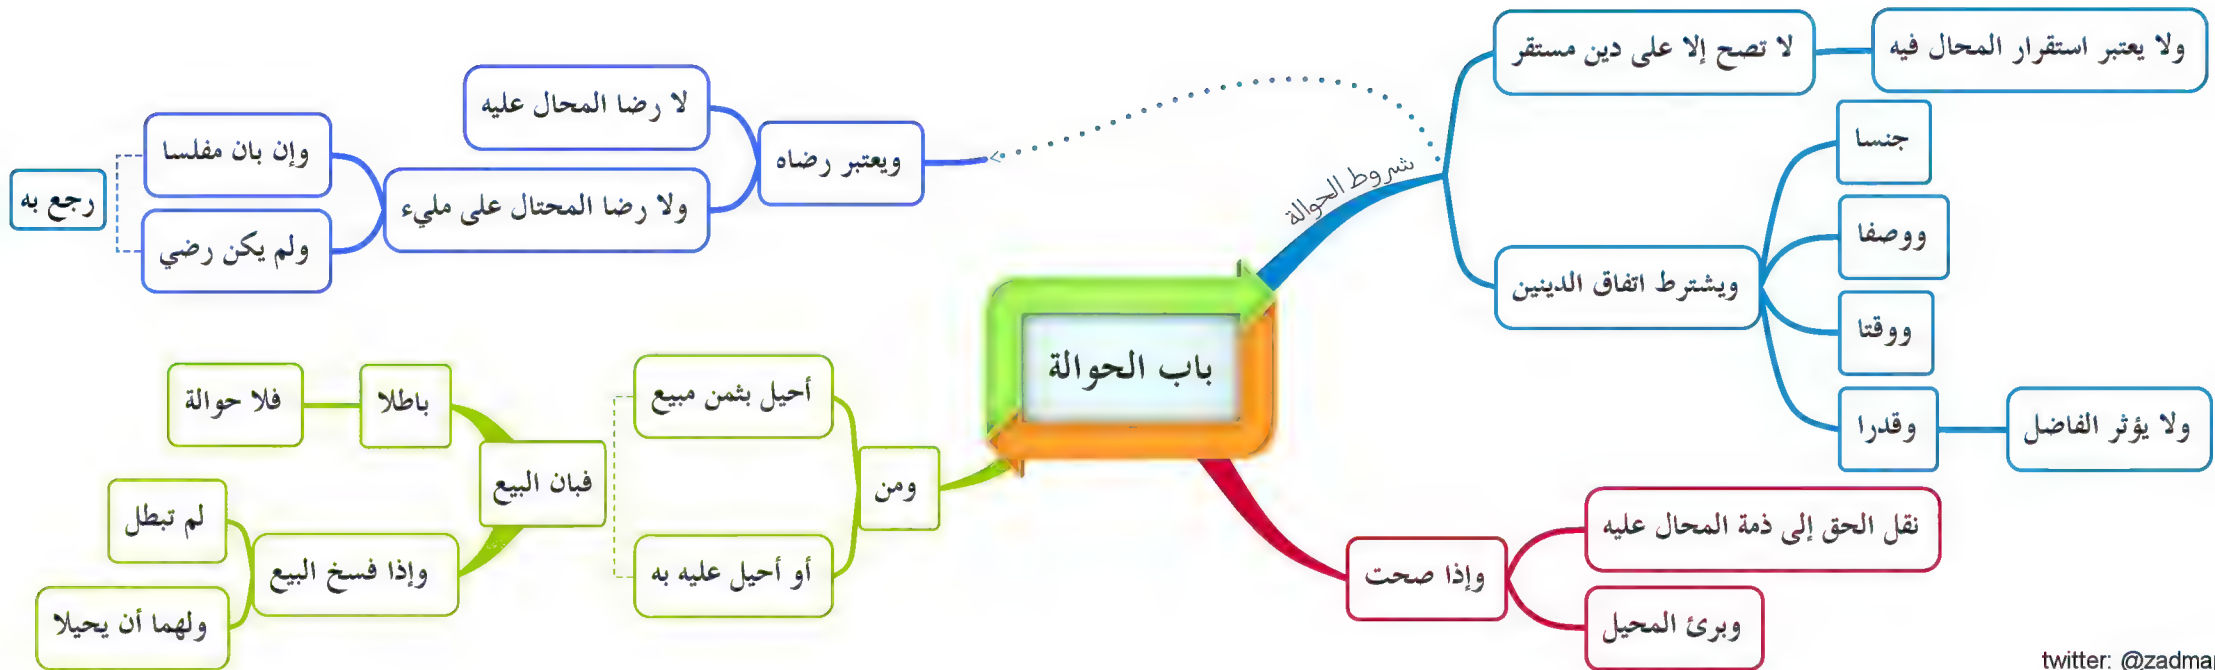 باب الحوالة
شروط الحوالة
لا تصح إلا على دين مستقر
ولا يعتبر استقرار المحال فيه
ويشترط اتفاق الدينين
جنسا
ووصفا
ووقتا
وقدرا
ولا يؤثر الفاضل
ويعتبر رضاه
لا رضا المحال عليه
ولا رضا المحتال على مليء
وإن بان مفلسا
ولم يكن رضي
رجع به
وإذا صحت
نقل الحق إلى ذمة المحال عليه
وبرئ المحيل
ومن
أحيل بثمن مبيع
أو أحيل عليه به
فبان البيع
باطلا
فلا حوالة
وإذا فسخ البيع
لم تبطل
ولهما أن يحيلا
twitter: @zadmap